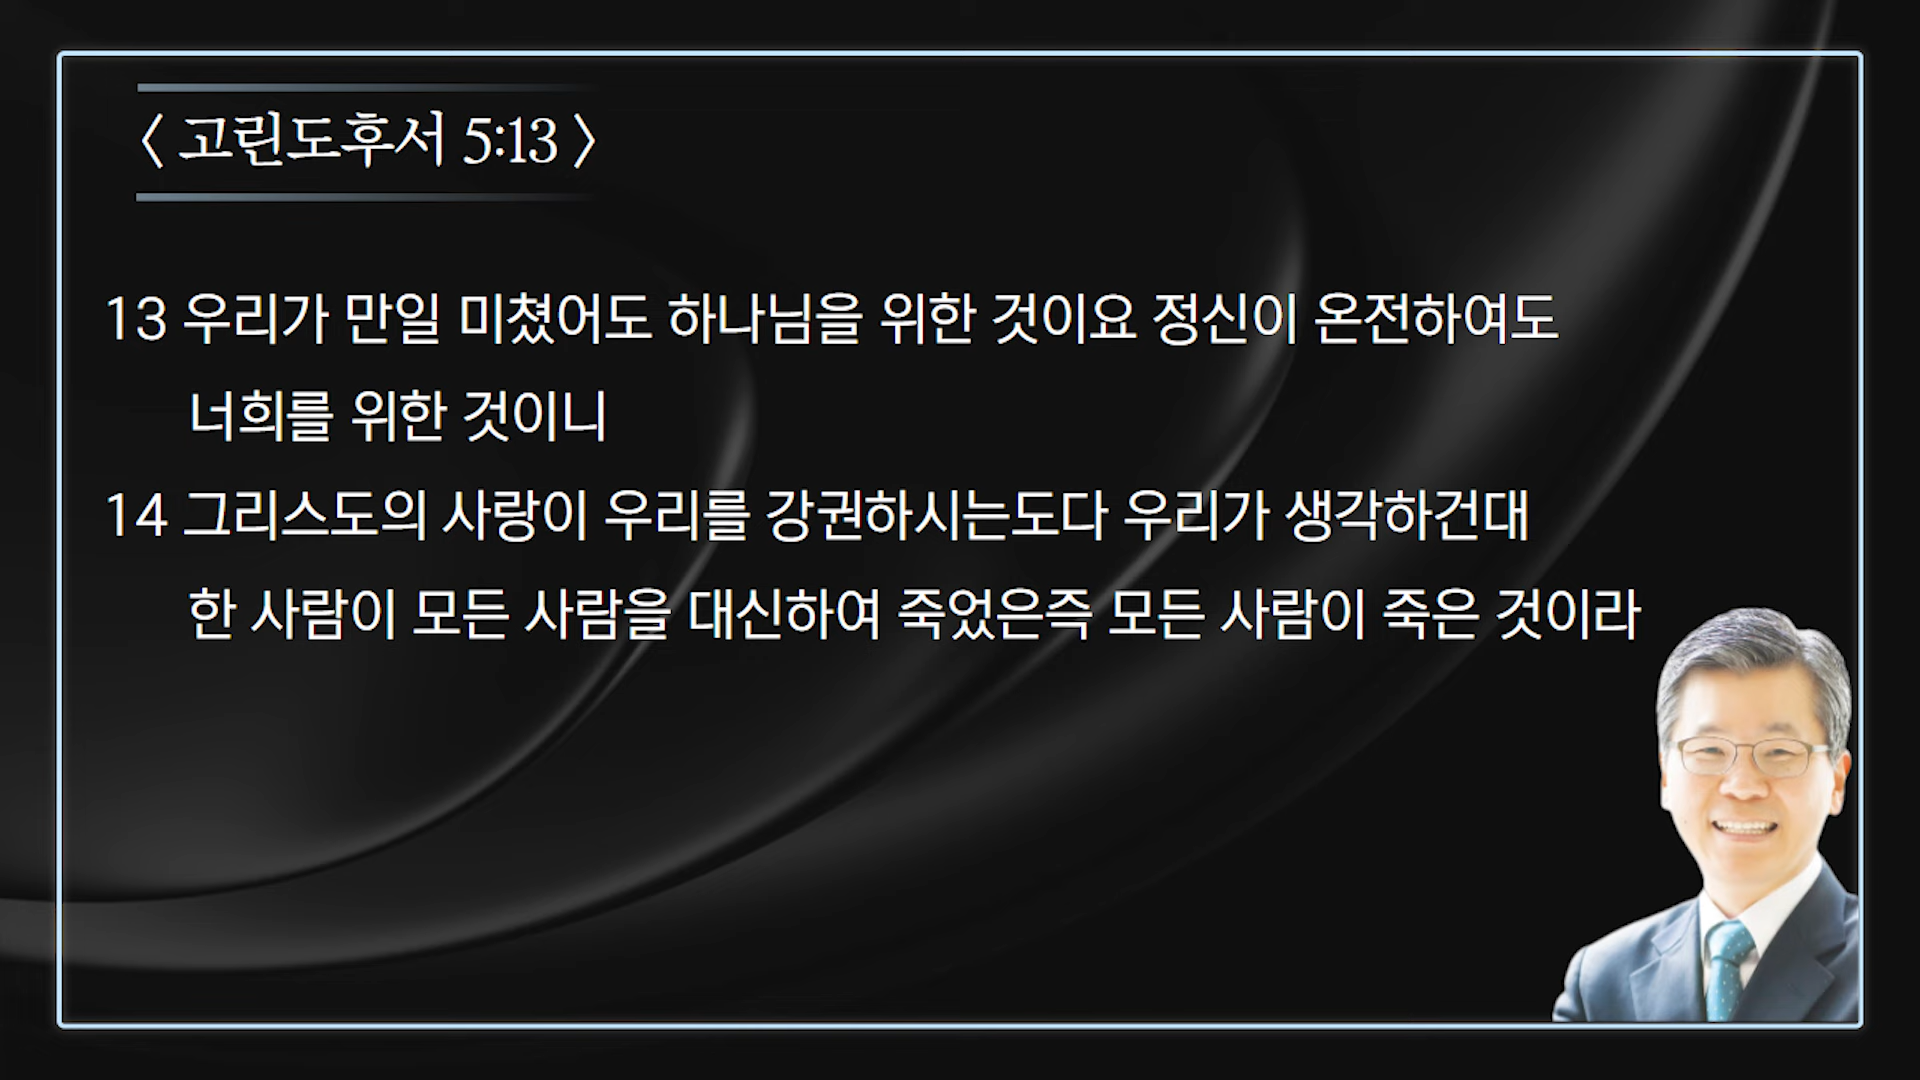 〈 고린도후서 5:13 〉
13 우리가 만일 미쳤어도 하나님을 위한 것이요 정신이 온전하여도
너희를 위한 것이니
14 그리스도의 사랑이 우리를 강권하시는도다 우리가 생각하건대
한 사람이 모든 사람을 대신하여 죽었은즉 모든 사람이 죽은 것이라